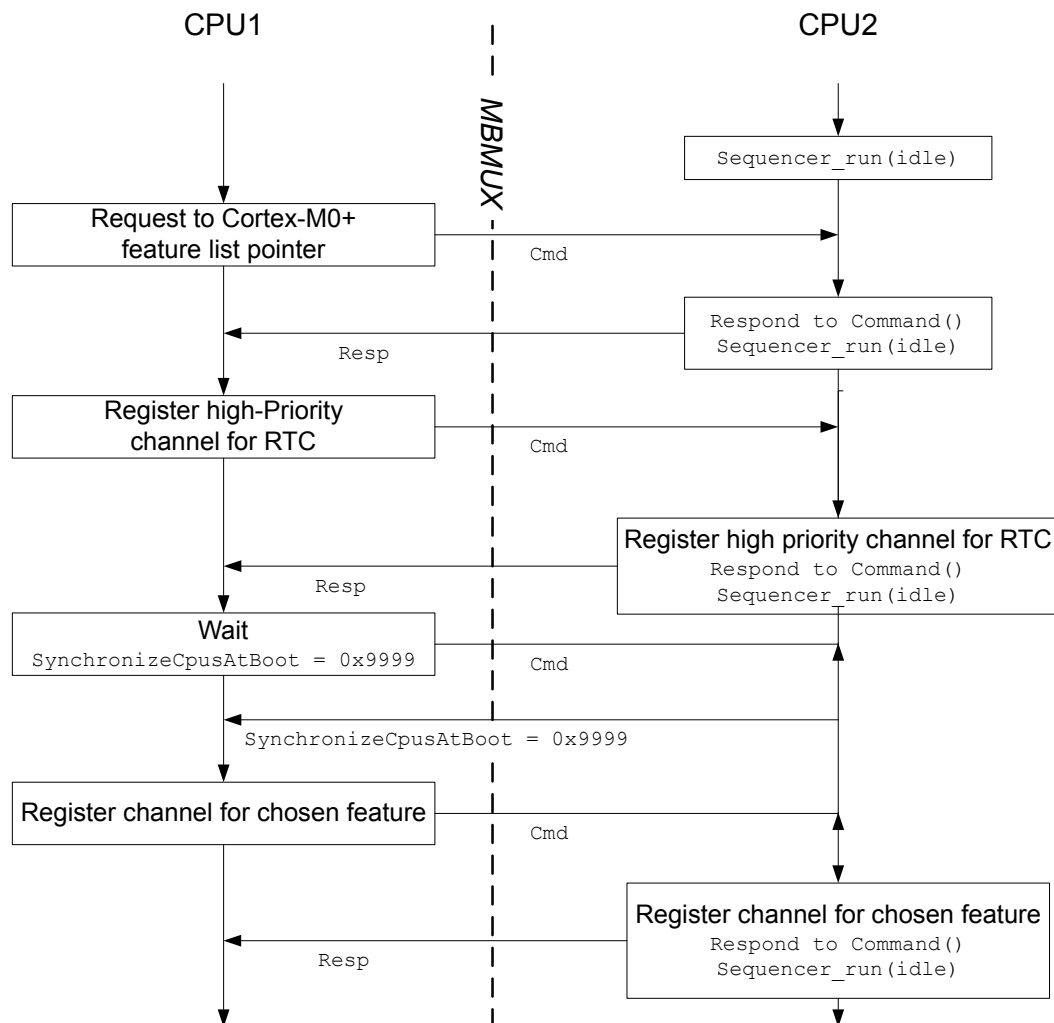 CPU1
CPU2
MBMUX
Sequencer_run(idle)
Request to Cortex-M0+
feature list pointer
Cmd
Respond to Command()
Sequencer_run(idle)
Resp
Register high-Priority
channel for RTC
Cmd
Register high priority channel for RTC
Respond to Command()
Sequencer_run(idle)
Resp
Wait
SynchronizeCpusAtBoot = 0x9999
Cmd
SynchronizeCpusAtBoot = 0x9999
Register channel for chosen feature
Cmd
Register channel for chosen feature
Respond to Command()
Sequencer_run(idle)
Resp